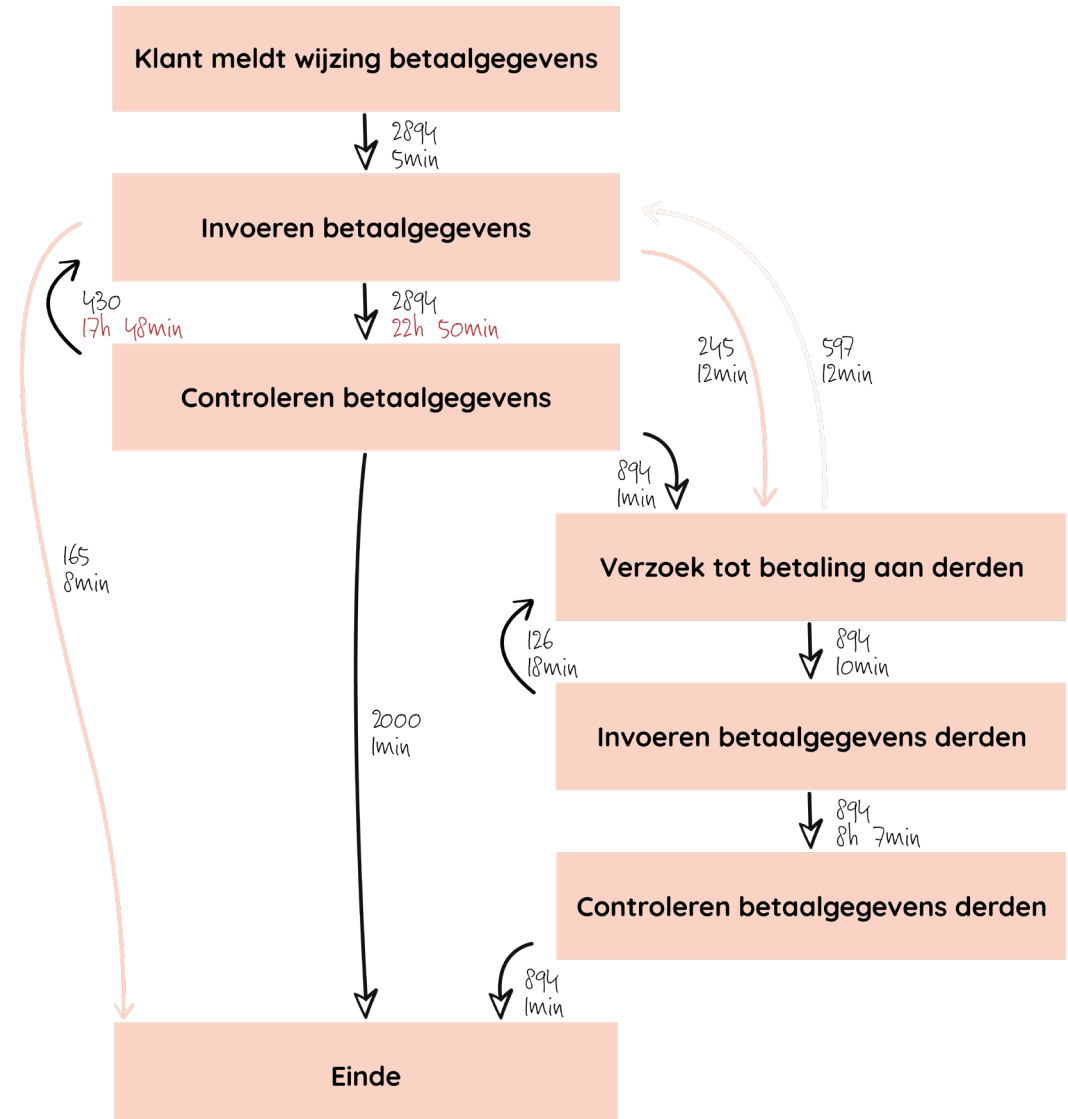 Klant meldt wijzing betaalgegevens
2894
5min
Invoeren betaalgegevens
430
17h 48min
2894
22h 50min
245
12min
597
12min
Controleren betaalgegevens
894
1min
165
8min
Verzoek tot betaling aan derden
126
18min
894
10min
2000
1min
Invoeren betaalgegevens derden
894
8h 7min
Controleren betaalgegevens derden
894
1min
Einde